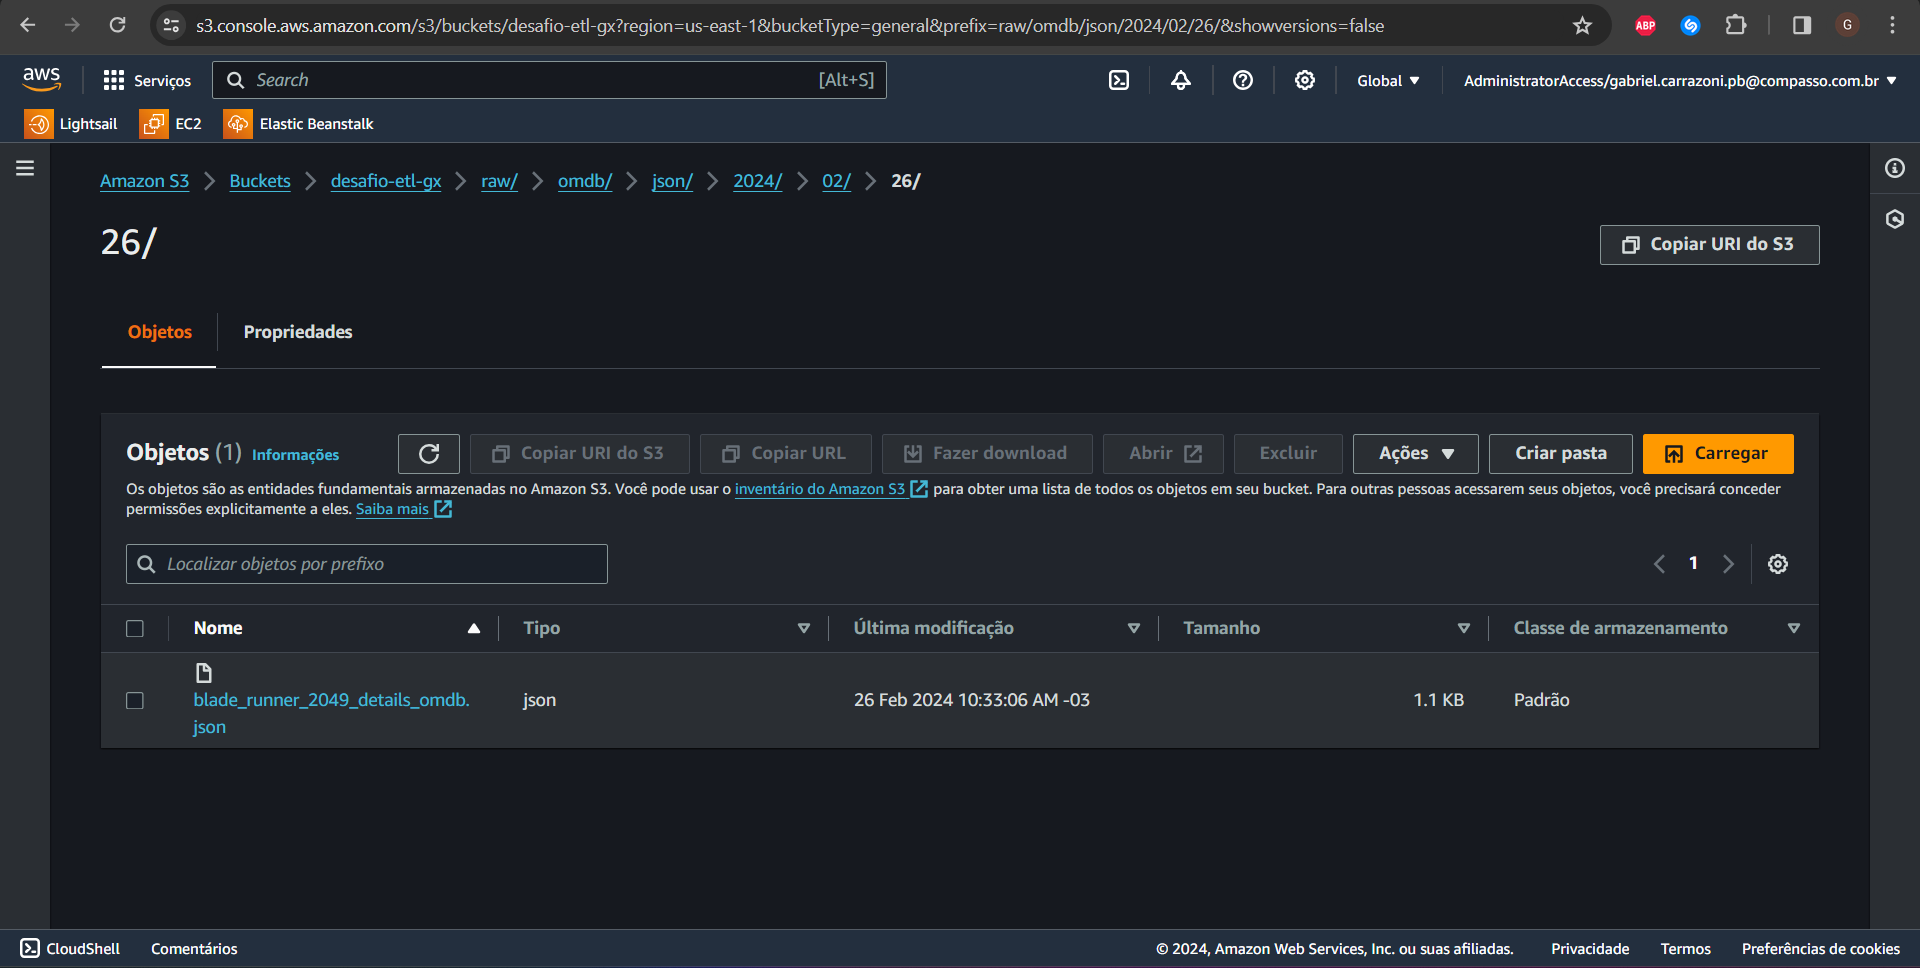 s3.console.aws.amazon.com/s3/buckets/desafio-etl-gx?region=us-east-1&bucketType=general&prefix=raw/omdb/json/2024/02/26/&showversions=false
ABP
G
aws
Serviços
Search
[Alt+S]
Global
AdministratorAccess/gabriel.carrazoni.pb@compasso.com.br
Lightsail
EC2
Elastic Beanstalk
Amazon S3 > Buckets > desafio-etl-gx > raw/ > omdb/ > json/ > 2024/ > 02/ > 26/
26/
Copiar URI do S3
Objetos
Propriedades
Objetos (1) Informações
Copiar URI do S3
Copiar URL
Fazer download
Abrir
Excluir
Ações
Criar pasta
Carregar
Os objetos são as entidades fundamentais armazenadas no Amazon S3. Você pode usar o inventário do Amazon S3 para obter uma lista de todos os objetos em seu bucket. Para outras pessoas acessarem seus objetos, você precisará conceder
permissões explicitamente a eles. Saiba mais
Localizar objetos por prefixo
1
Nome
Tipo
Última modificação
Tamanho
Classe de armazenamento
blade_runner_2049_details_omdb.
json
json
26 Feb 2024 10:33:06 AM -03
1.1 KB
Padrão
CloudShell
Comentários
© 2024, Amazon Web Services, Inc. ou suas afiliadas.
Privacidade
Termos
Preferências de cookies